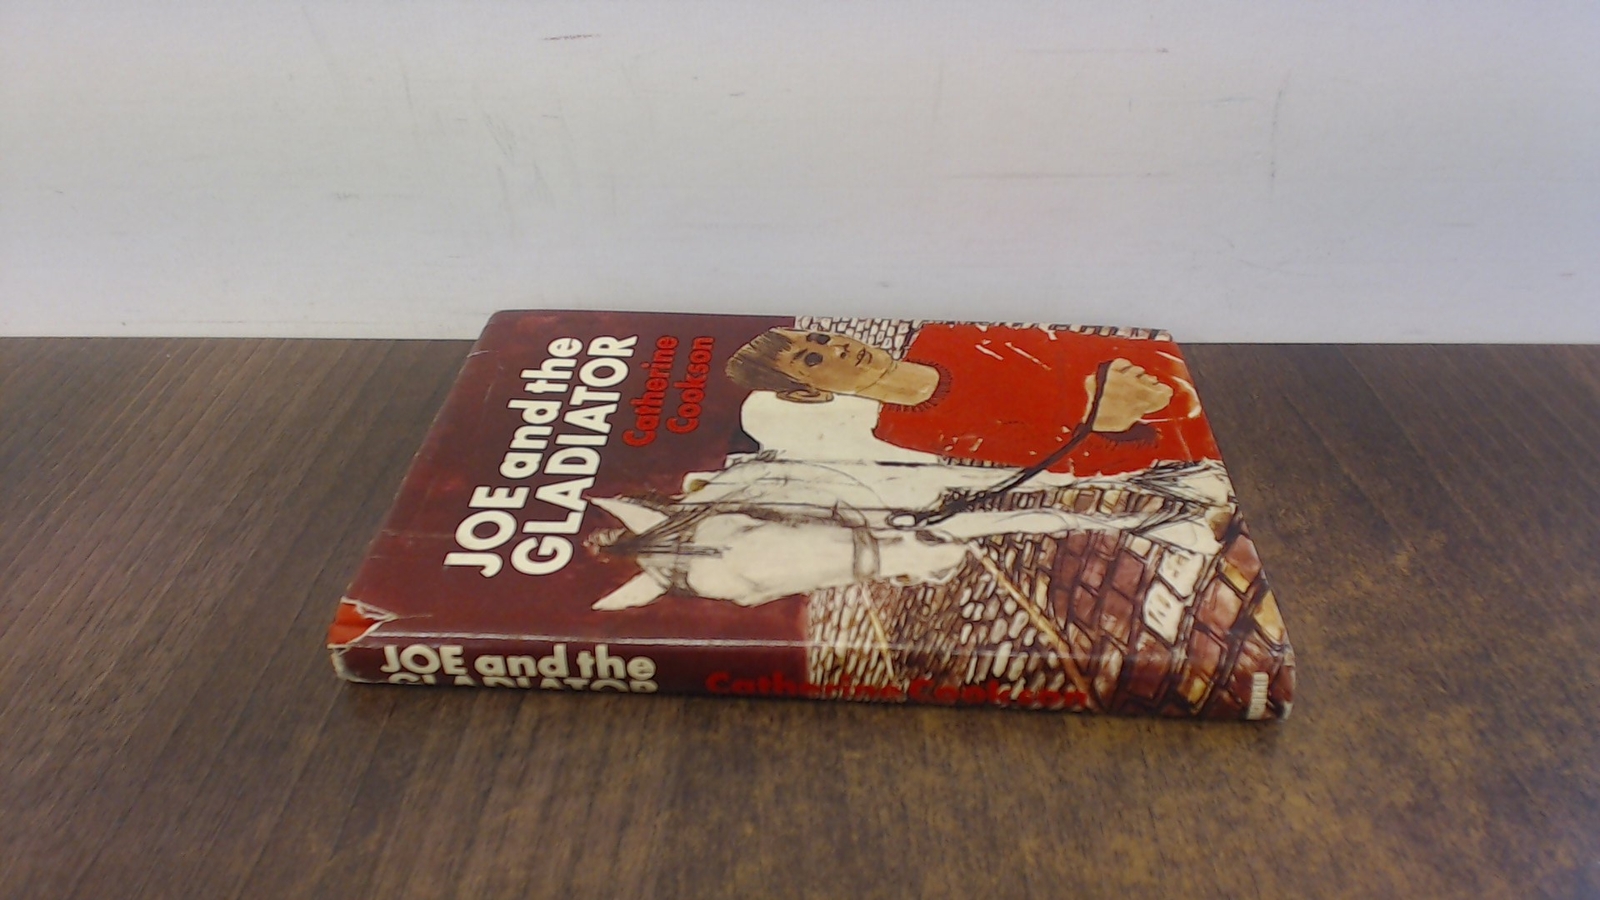 JOE and the
GLADIATOR
Catherine
Cookson
JOE and the
GLADIATOR
Catherine Cookson